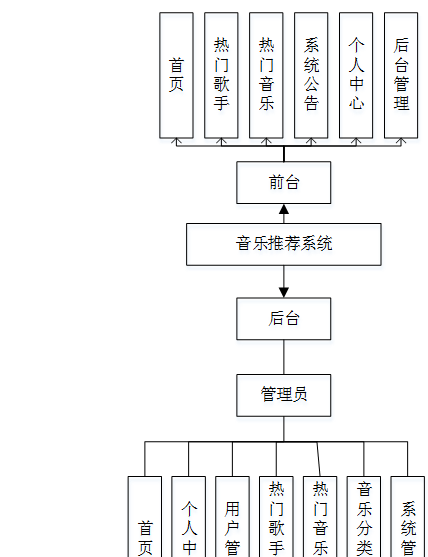 首页
热门歌手
热门音乐
系统公告
个人中心
后台管理
前台
音乐推荐系统
后台
管理员
首页
个人中
用户管
热门歌手
热门音乐
音乐分类
系统管